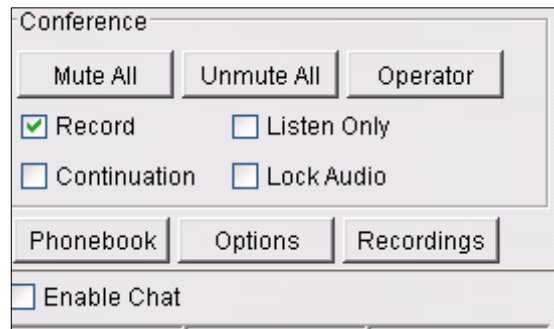 Conference
Mute All Unmute All Operator
Record Listen Only
Continuation Lock Audio
Phonebook Options Recordings
Enable Chat